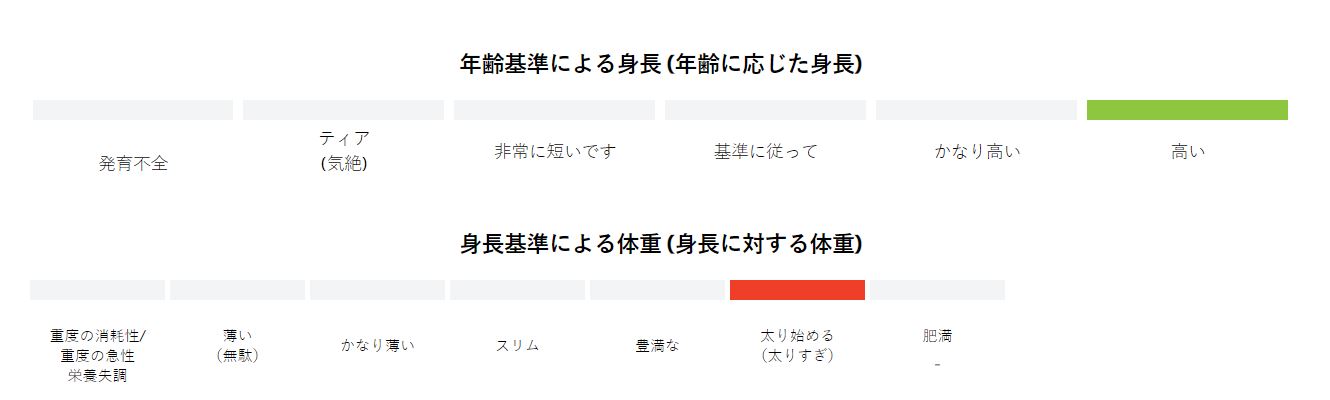 年齢基準による身長 (年齢に応じた身長)
発育不全
ティア
(気絶)
非常に短いです
基準に従って
かなり高い
高い
身長基準による体重 (身長に対する体重)
重度の消耗性/
重度の急性
栄養失調
薄い
(無駄)
かなり薄い
スリム
豊満な
太り始める
(太りすぎ)
肥満
-